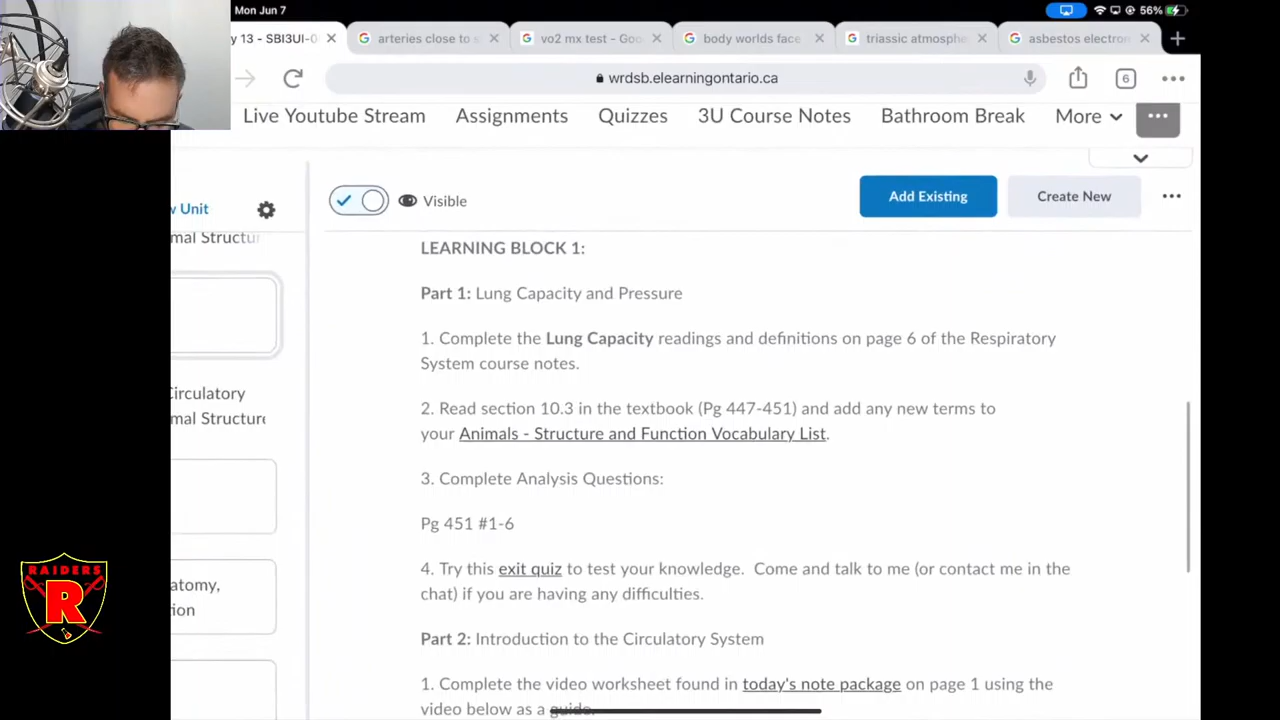 Mon Jun 7
56%
y 13 - SBI3UI-0
arteries close to s
vo2 mx test - Goo
body worlds face
triassic atmosphe
asbestos electron
wrdsb.elearningontario.ca
6
Live Youtube Stream Assignments Quizzes 3U Course Notes Bathroom Break More
w Unit
Visible
Add Existing
Create New
mal Structu
LEARNING BLOCK 1:
Part 1: Lung Capacity and Pressure
1. Complete the Lung Capacity readings and definitions on page 6 of the Respiratory
System course notes.
Circulatory
mal Structure
2. Read section 10.3 in the textbook (Pg 447-451) and add any new terms to
your Animals - Structure and Function Vocabulary List.
3. Complete Analysis Questions:
Pg 451 #1-6
4. Try this exit quiz to test your knowledge. Come and talk to me (or contact me in the
chat) if you are having any difficulties.
atomy,
ion
RAIDERS
R
Part 2: Introduction to the Circulatory System
1. Complete the video worksheet found in today's note package on page 1 using the
video below as a guide.